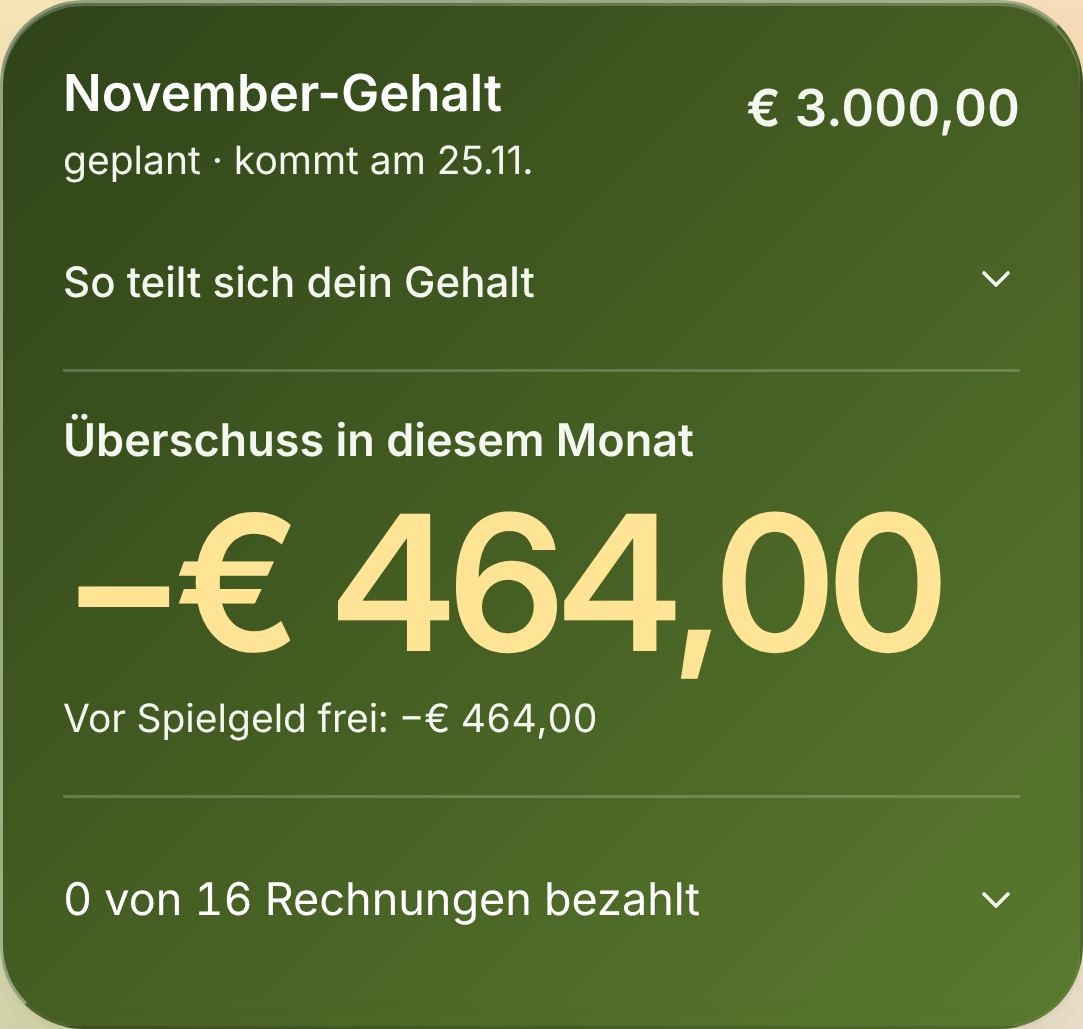 November-Gehalt
€ 3.000,00
geplant · kommt am 25.11.
So teilt sich dein Gehalt
Überschuss in diesem Monat
−€ 464,00
Vor Spielgeld frei: −€ 464,00
0 von 16 Rechnungen bezahlt